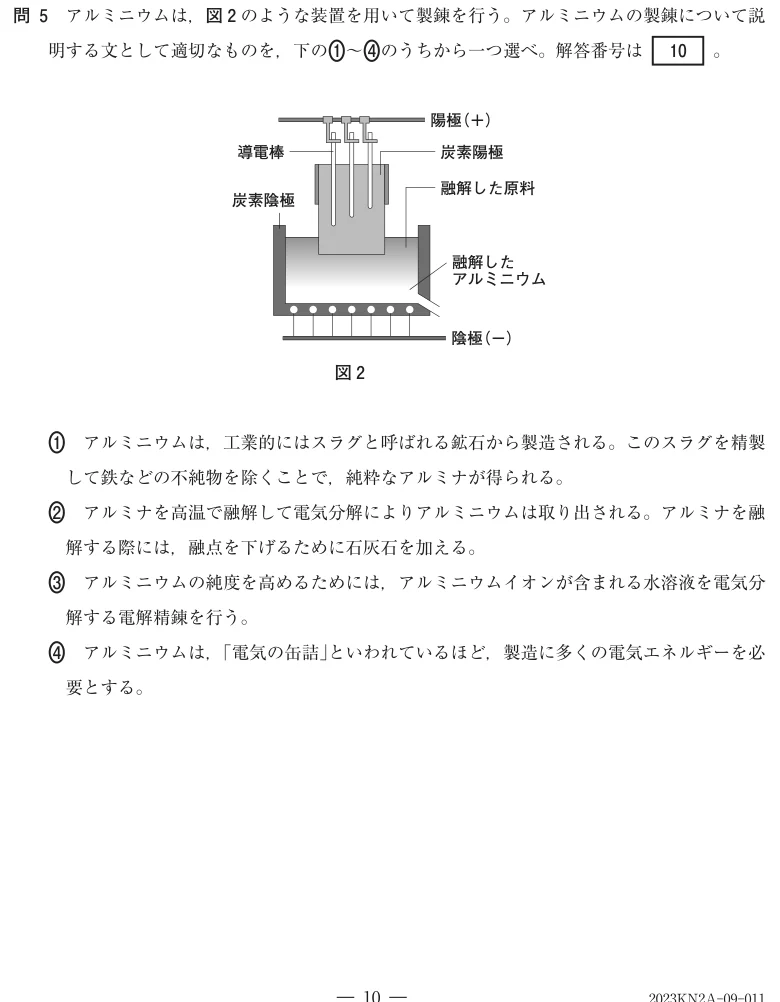 問 5　アルミニウムは，図 2 のような装置を用いて製錬を行う。アルミニウムの製錬について説
明する文として適切なものを，下の①～④のうちから一つ選べ。解答番号は 10 。
陽極(＋)
導電棒
炭素陽極
融解した原料
炭素陰極
融解した
アルミニウム
陰極(－)
図 2
①　アルミニウムは，工業的にはスラグと呼ばれる鉱石から製造される。このスラグを精製
して鉄などの不純物を除くことで，純粋なアルミナが得られる。
②　アルミナを高温で融解して電気分解によりアルミニウムは取り出される。アルミナを融
解する際には，融点を下げるために石灰石を加える。
③　アルミニウムの純度を高めるためには，アルミニウムイオンが含まれる水溶液を電気分
解する電解精錬を行う。
④　アルミニウムは，「電気の缶詰」といわれているほど，製造に多くの電気エネルギーを必
要とする。
— 10 —
2023KN2A-09-011